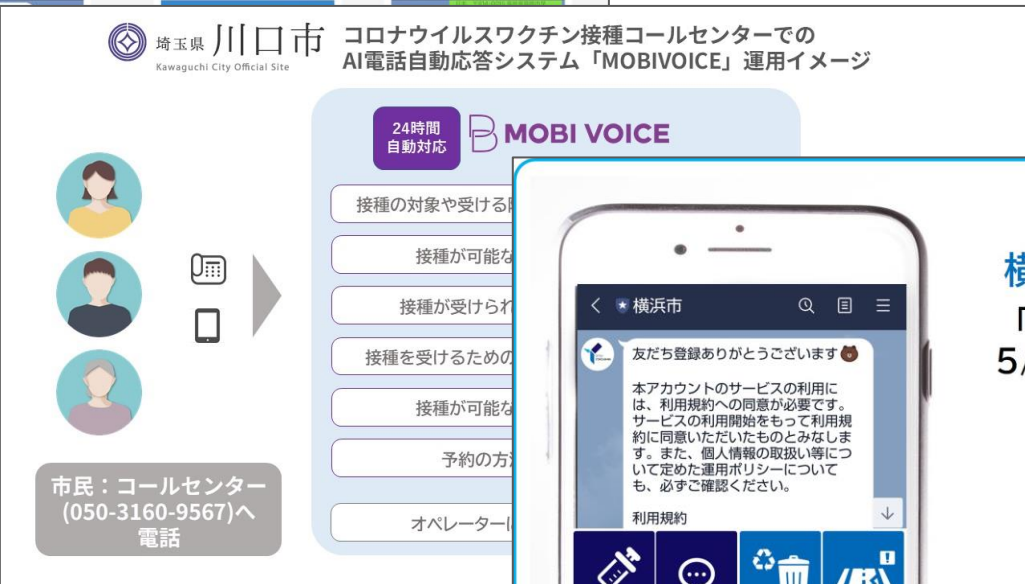 埼玉県 川口市
Kawaguchi City Official Site
コロナウイルスワクチン接種コールセンターでの
AI電話自動応答システム「MOBIVOICE」運用イメージ
24時間
自動対応
MOBI VOICE
接種の対象や受ける
接種が可能な
接種が受けられ
接種を受けるための
接種が可能な
予約の方
オペレーターに
市民：コールセンター
(050-3160-9567)へ
電話
横浜市
友だち登録ありがとうございます
本アカウントのサービスの利用に
は、利用規約への同意が必要です。
サービスの利用開始をもって利用規
約に同意いただいたものとみなしま
す。また、個人情報の取扱い等につ
いて定めた運用ポリシーについて
も、必ずご確認ください。
利用規約
横
「
5/